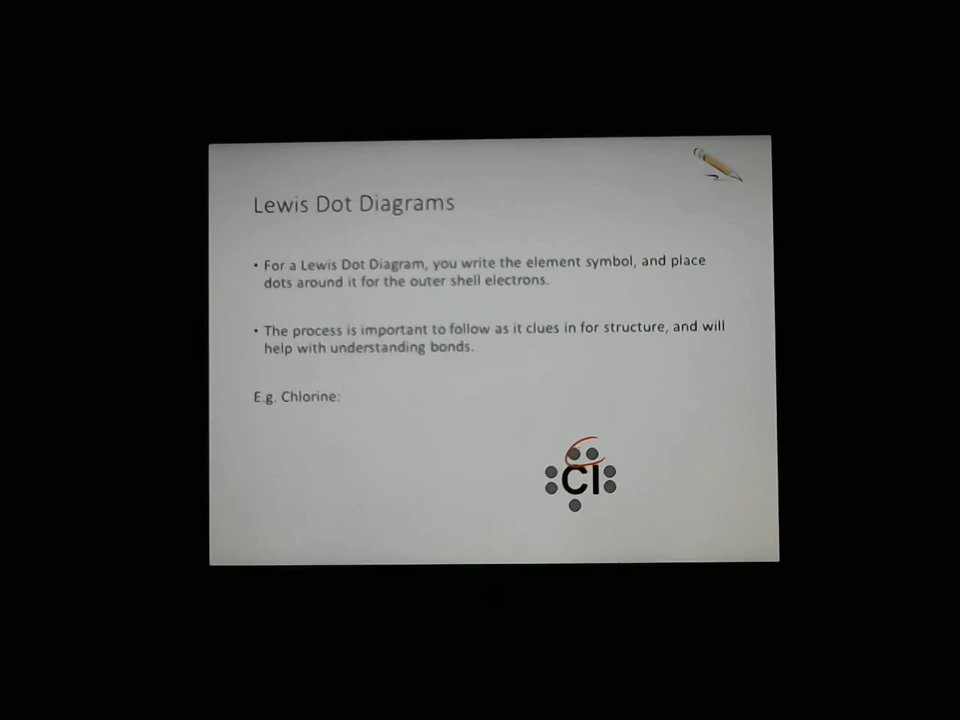 Lewis Dot Diagrams
• For a Lewis Dot Diagram, you write the element symbol, and place
dots around it for the outer shell electrons.
• The process is important to follow as it clues in for structure, and will
help with understanding bonds.
E.g. Chlorine:
Cl